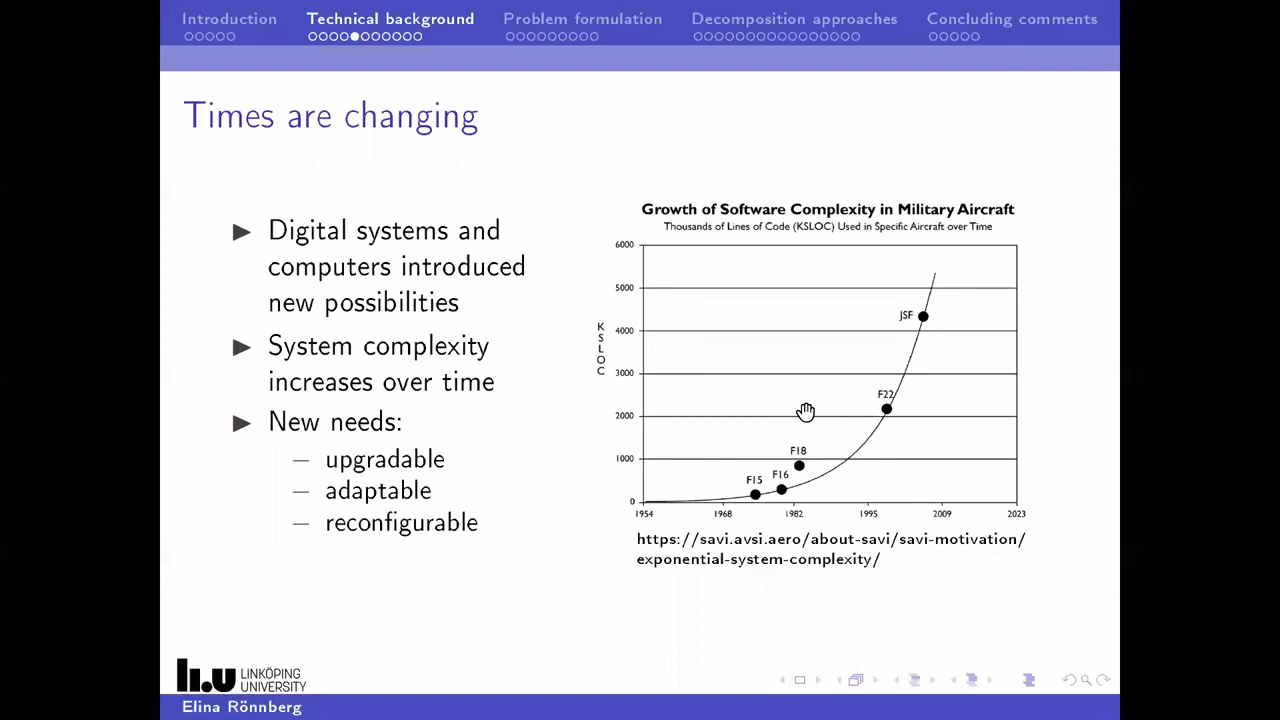 Introduction Technical background Problem formulation Decomposition approaches Concluding comments
Times are changing
▶ Digital systems and
computers introduced
new possibilities
▶ System complexity
increases over time
▶ New needs:
– upgradable
– adaptable
– reconfigurable
Growth of Software Complexity in Military Aircraft
Thousands of Lines of Code (KSLOC) Used in Specific Aircraft over Time
6000
5000
4000
3000
2000
1000
0
KSLOC
JSF
F22
F18
F16
F15
1954 1968 1982 1995 2009 2023
https://savi.avsi.aero/about-savi/savi-motivation/
exponential-system-complexity/
li.u LINKÖPING
UNIVERSITY
Elina Rönnberg